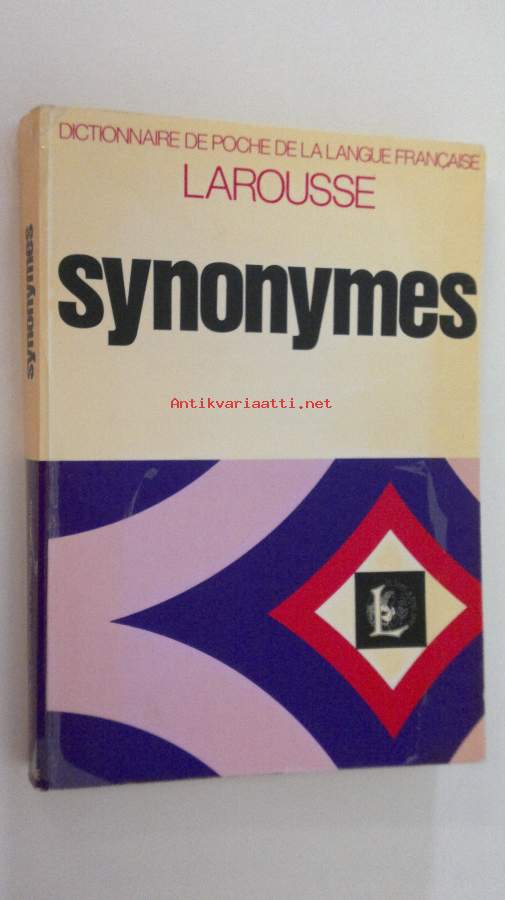 DICTIONNAIRE DE POCHE DE LA LANGUE FRANÇAISE
LAROUSSE
synonymes
synonymes
Antikvariaatti.net
L